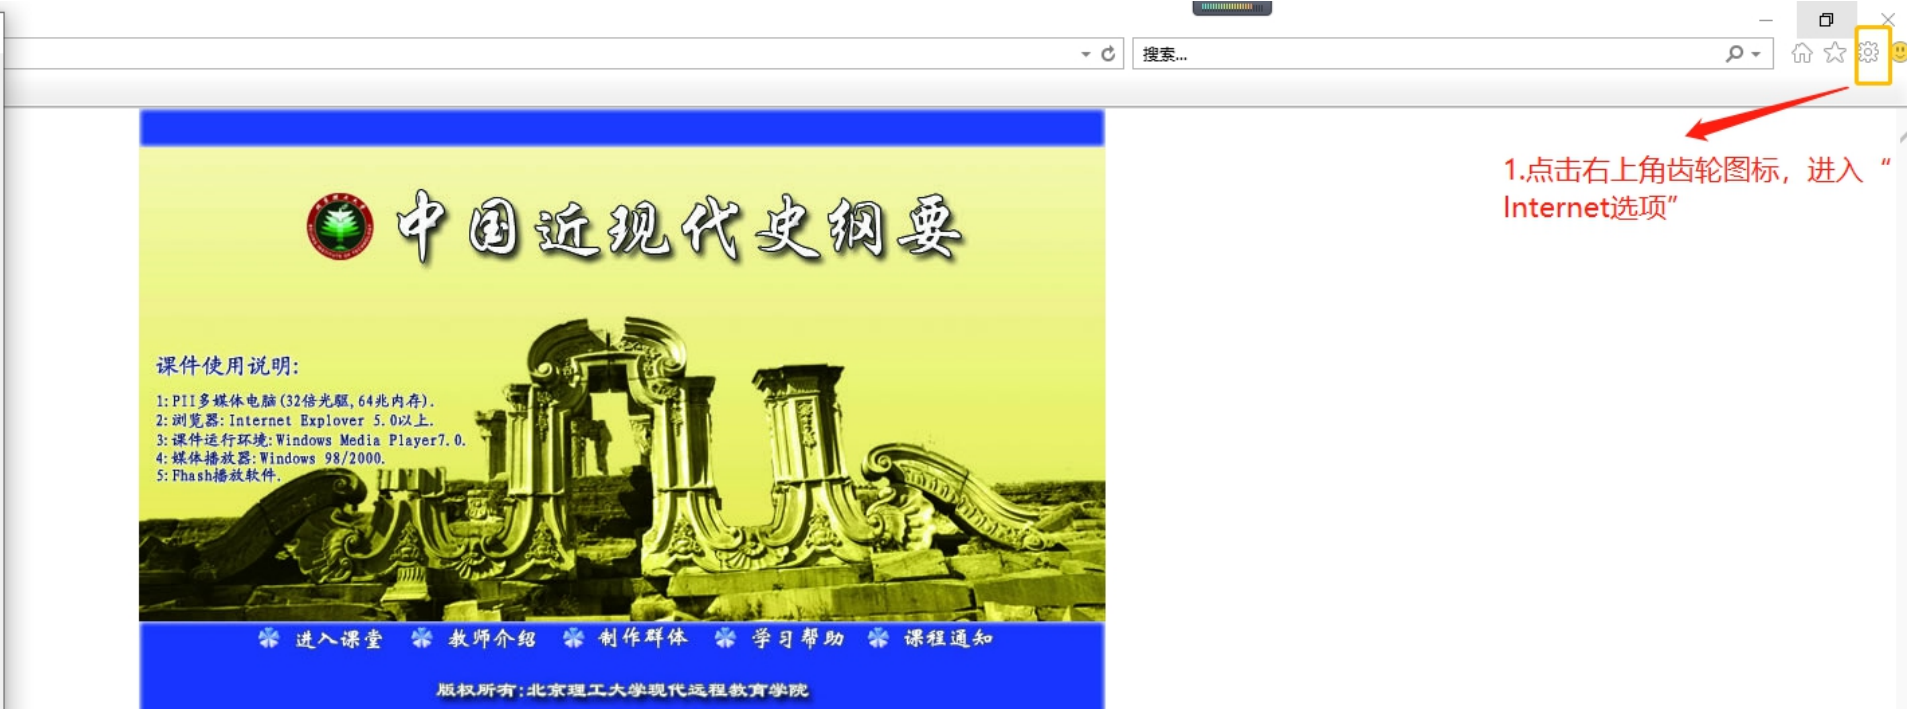 搜索...
1.点击右上角齿轮图标，进入“
Internet选项”
中国近现代史纲要
课件使用说明:
1:PII多媒体电脑(32倍光驱,64兆内存).
2:浏览器:Internet Explover 5.0以上.
3:课件运行环境:Windows Media Player7.0.
4:媒体播放器:Windows 98/2000.
5:Fhash播放软件.
进入课堂 教师介绍 制作群体 学习帮助 课程通知
版权所有:北京理工大学现代远程教育学院